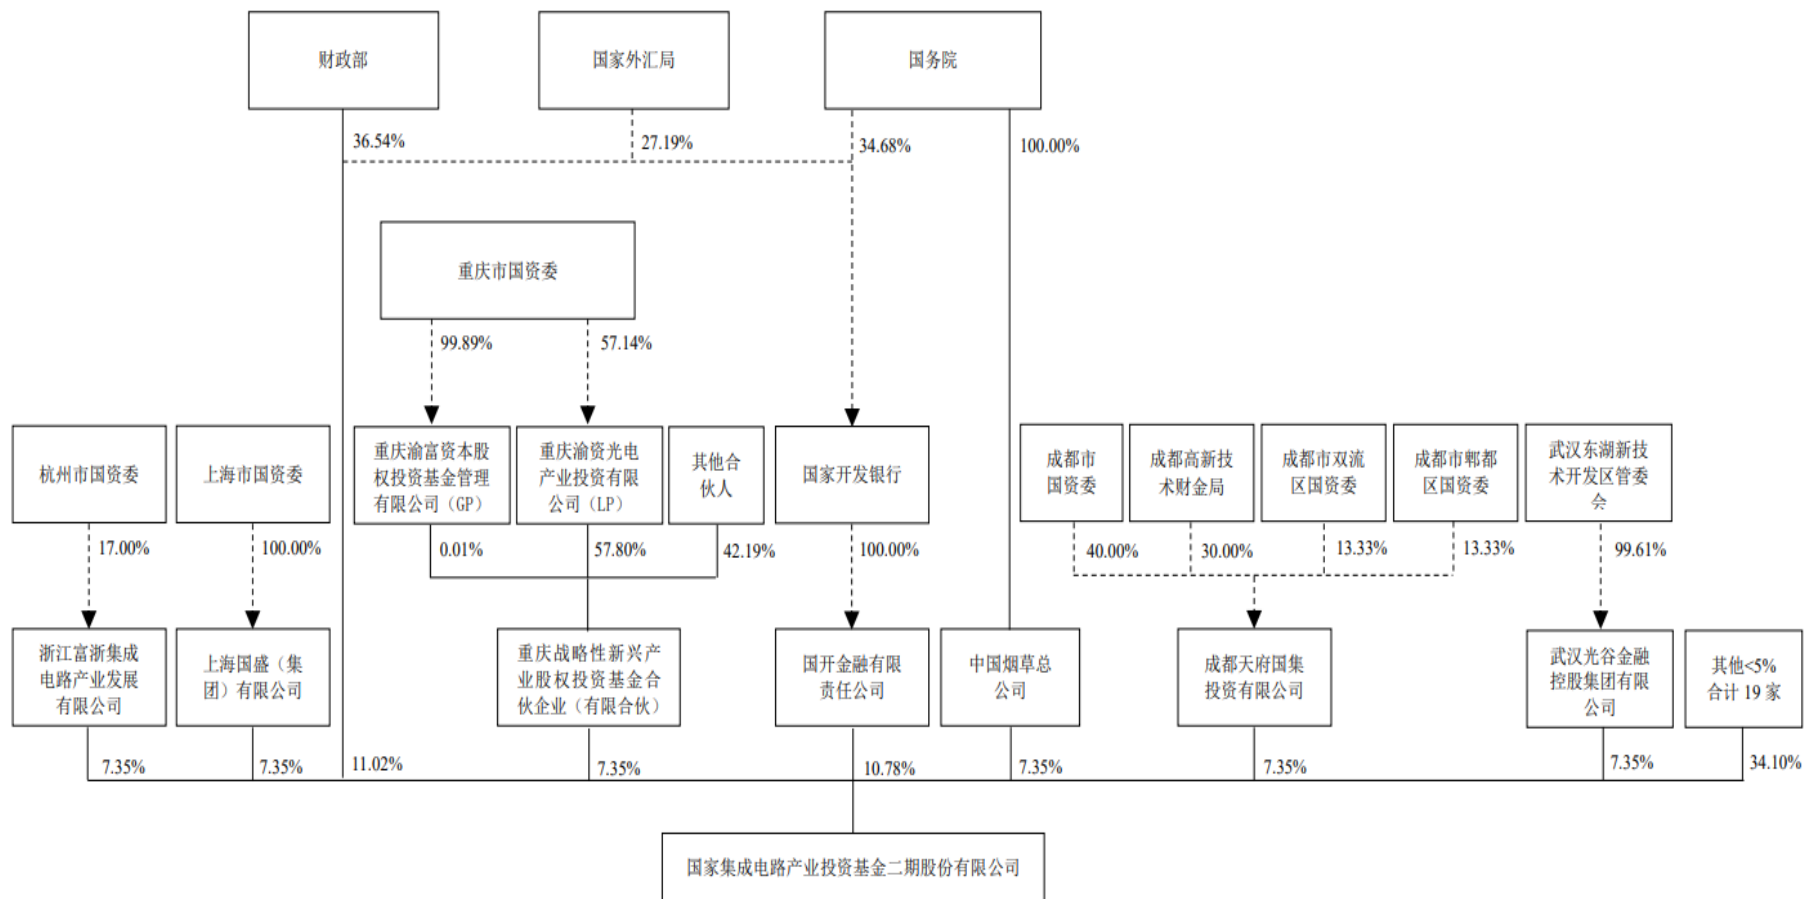 财政部
国家外汇局
国务院
36.54%
27.19%
34.68%
100.00%
重庆市国资委
99.89%
57.14%
杭州市国资委
上海市国资委
重庆渝富资本股
权投资基金管理
有限公司（GP）
重庆渝资光电
产业投资有限
公司（LP）
其他合
伙人
国家开发银行
成都市
国资委
成都高新技
术财金局
成都市双流
区国资委
成都市郫都
区国资委
武汉东湖新技
术开发区管委
会
17.00%
100.00%
0.01%
57.80%
42.19%
100.00%
40.00%
30.00%
13.33%
13.33%
99.61%
浙江富浙集成
电路产业发展
有限公司
上海国盛（集
团）有限公司
重庆战略性新兴产
业股权投资基金合
伙企业（有限合伙）
国开金融有限
责任公司
中国烟草总
公司
成都天府国集
投资有限公司
武汉光谷金融
控股集团有限
公司
其他<5%
合计 19 家
7.35%
7.35%
11.02%
7.35%
10.78%
7.35%
7.35%
7.35%
34.10%
国家集成电路产业投资基金二期股份有限公司